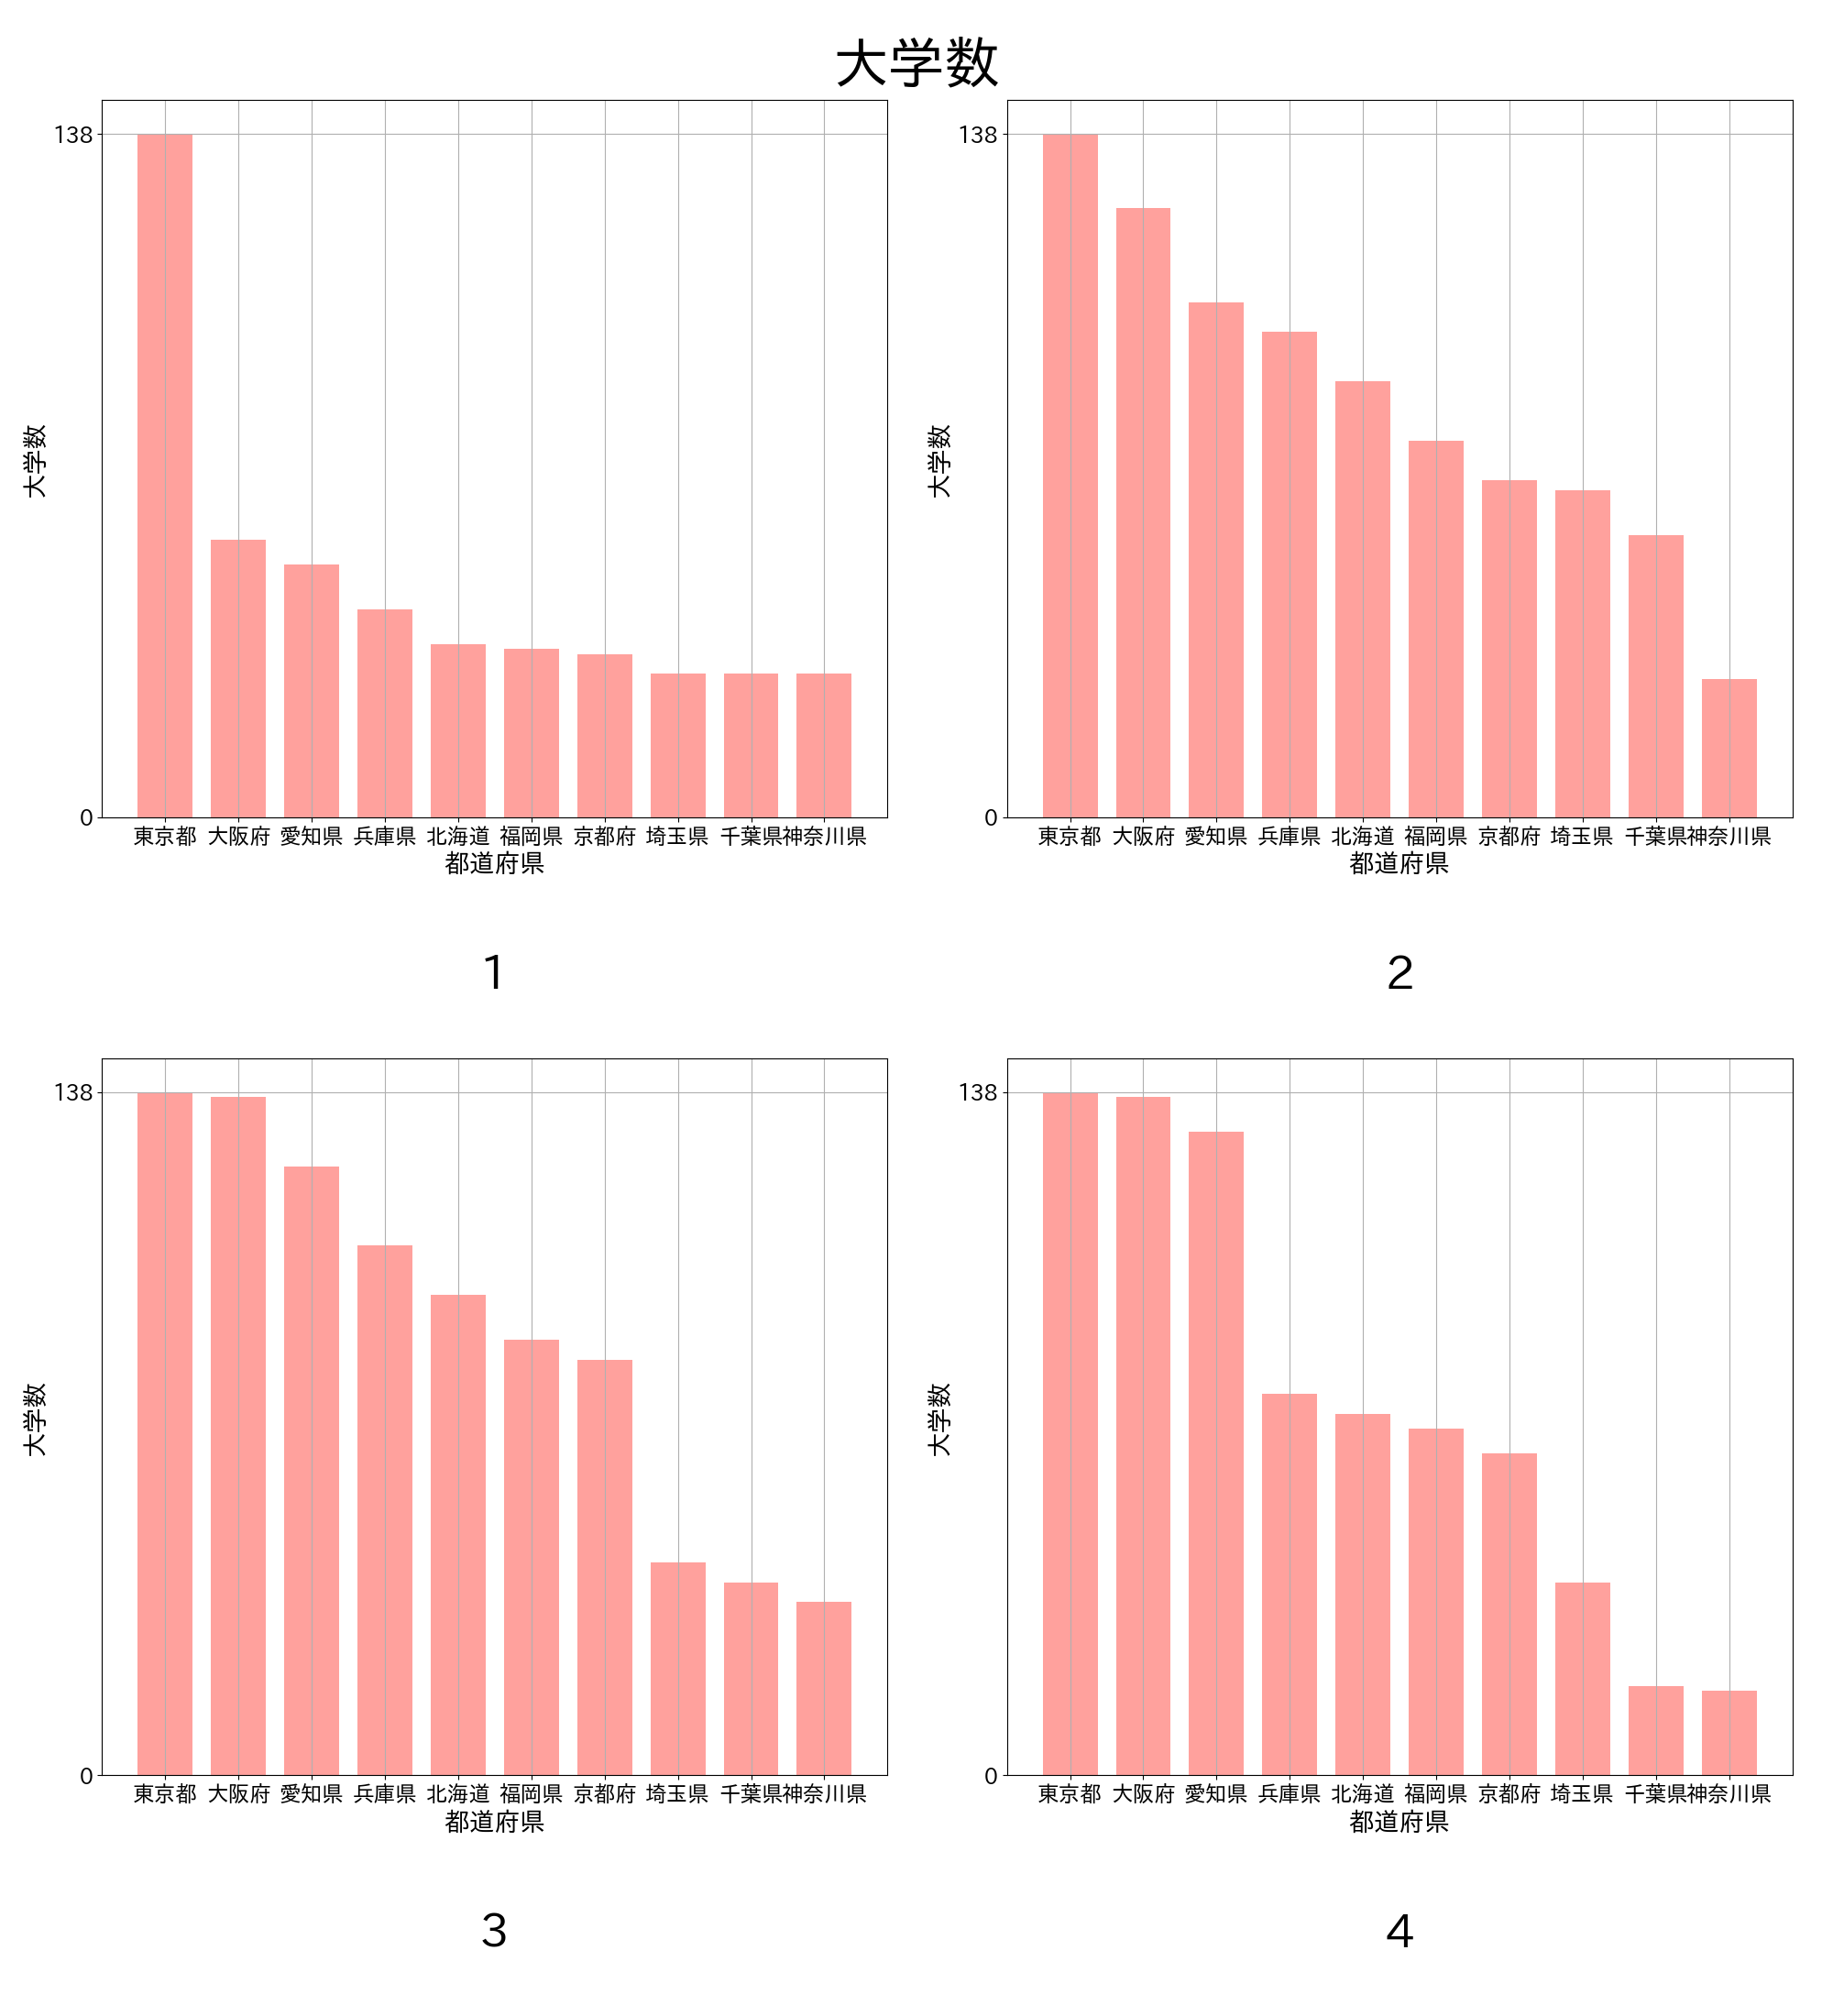 大学数
138
0
大学数
東京都 大阪府 愛知県 兵庫県 北海道 福岡県 京都府 埼玉県 千葉県 神奈川県
都道府県
1
138
0
大学数
東京都 大阪府 愛知県 兵庫県 北海道 福岡県 京都府 埼玉県 千葉県 神奈川県
都道府県
2
138
0
大学数
東京都 大阪府 愛知県 兵庫県 北海道 福岡県 京都府 埼玉県 千葉県 神奈川県
都道府県
3
138
0
大学数
東京都 大阪府 愛知県 兵庫県 北海道 福岡県 京都府 埼玉県 千葉県 神奈川県
都道府県
4